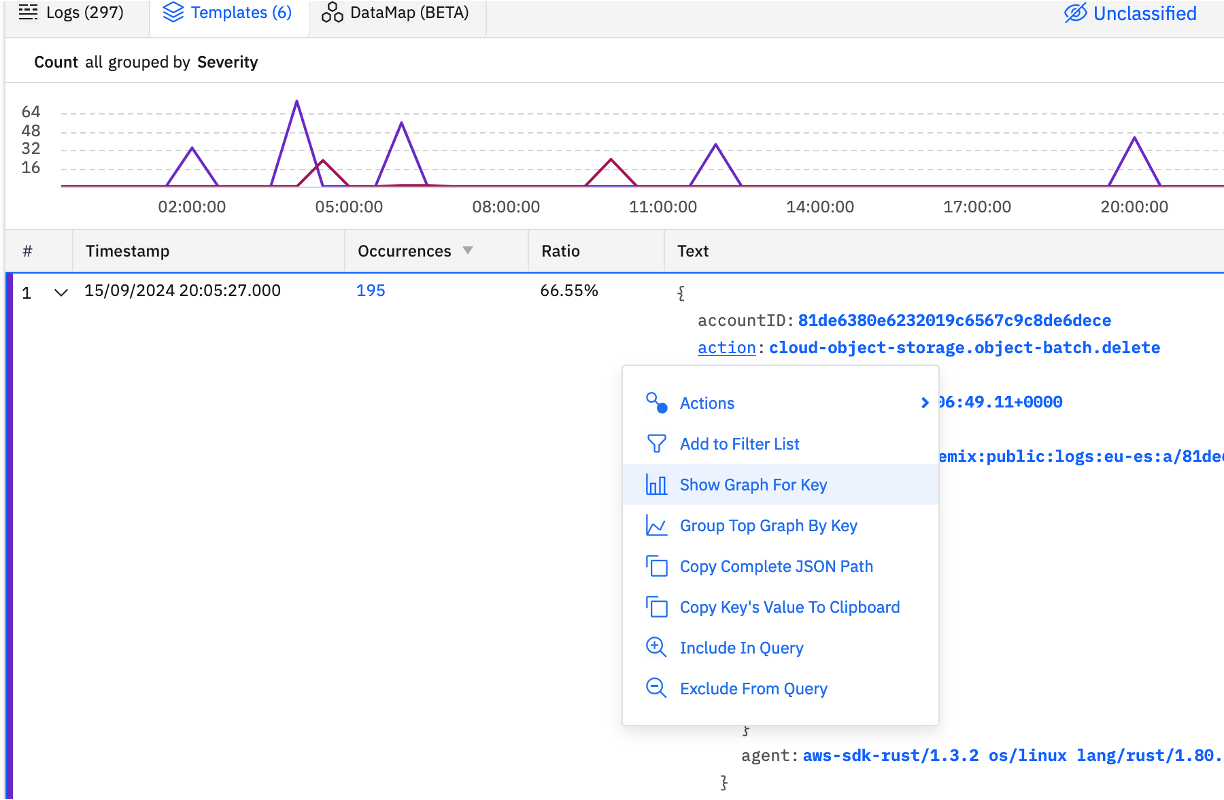 Logs (297) Templates (6) DataMap (BETA) Unclassified
Count all grouped by Severity
64
48
32
16
02:00:00 05:00:00 08:00:00 11:00:00 14:00:00 17:00:00 20:00:00
# Timestamp Occurrences Ratio Text
1 15/09/2024 20:05:27.000 195 66.55% {
accountID: 81de6380e6232019c6567c9c8de6dece
action: cloud-object-storage.object-batch.delete
Actions 06:49.11+0000
Add to Filter List
emix:public:logs:eu-es:a/81de
Show Graph For Key
Group Top Graph By Key
Copy Complete JSON Path
Copy Key's Value To Clipboard
Include In Query
Exclude From Query
}
agent: aws-sdk-rust/1.3.2 os/linux lang/rust/1.80.
}